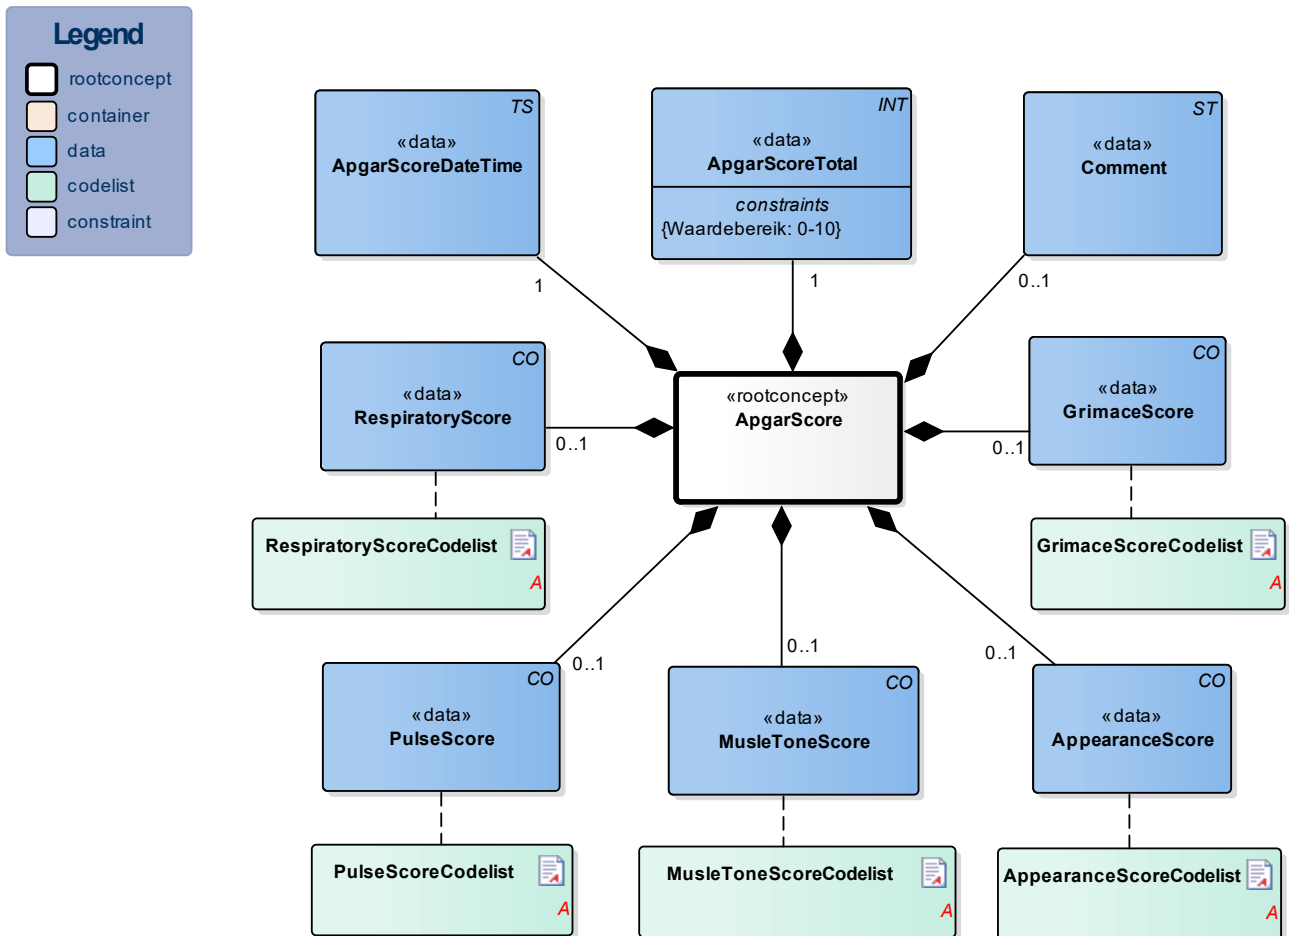 Legend
rootconcept
container
data
codelist
constraint
TS
«data»
ApgarScoreDateTime
INT
«data»
ApgarScoreTotal
constraints
{Waardebereik: 0-10}
ST
«data»
Comment
1
1
0..1
CO
«data»
RespiratoryScore
0..1
«rootconcept»
ApgarScore
CO
«data»
GrimaceScore
0..1
RespiratoryScoreCodelist
A
GrimaceScoreCodelist
A
0..1
0..1
0..1
CO
«data»
PulseScore
CO
«data»
MusleToneScore
CO
«data»
AppearanceScore
PulseScoreCodelist
A
MusleToneScoreCodelist
A
AppearanceScoreCodelist
A